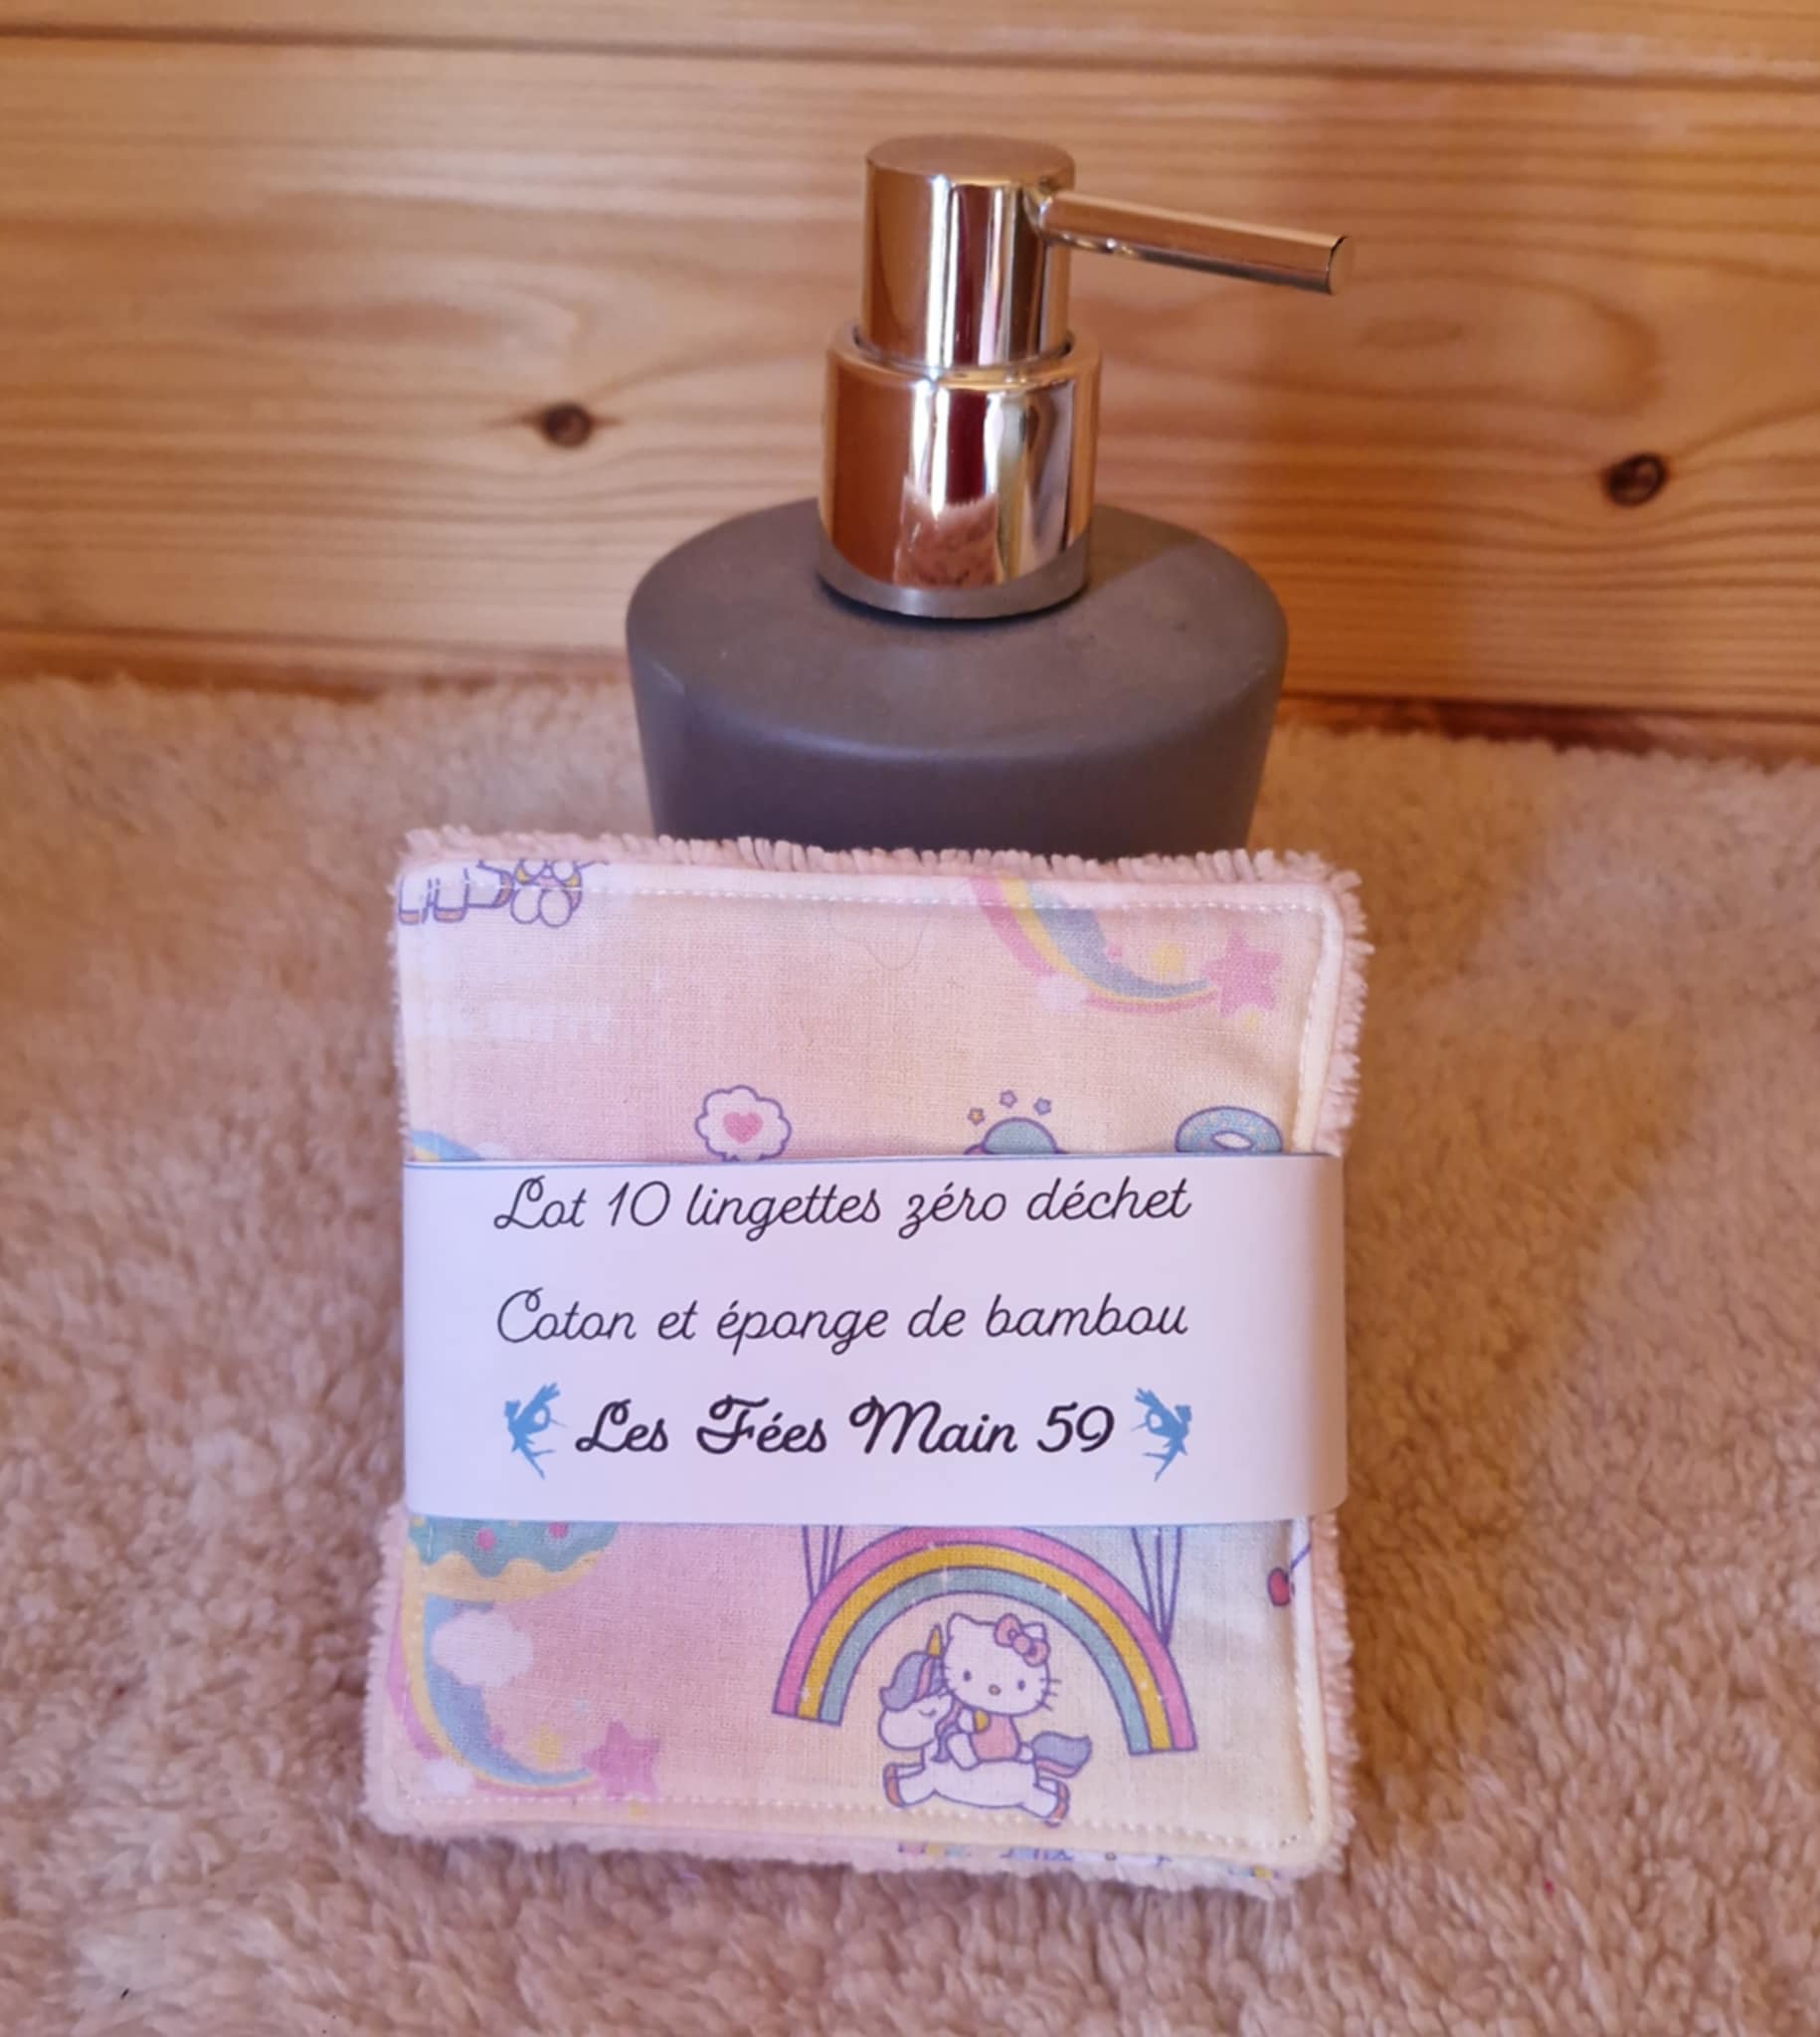 Lot 10 lingettes zéro déchet
Coton et éponge de bambou
Les Fées Main 59